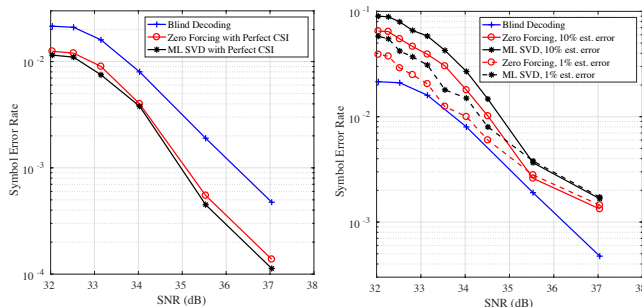 Blind Decoding
Zero Forcing with Perfect CSI
ML SVD with Perfect CSI
Symbol Error Rate
10^-2
10^-3
10^-4
32 33 34 35 36 37 38
SNR (dB)
Blind Decoding
Zero Forcing, 10% est. error
ML SVD, 10% est. error
Zero Forcing, 1% est. error
ML SVD, 1% est. error
Symbol Error Rate
10^-1
10^-2
10^-3
32 33 34 35 36 37 38
SNR (dB)